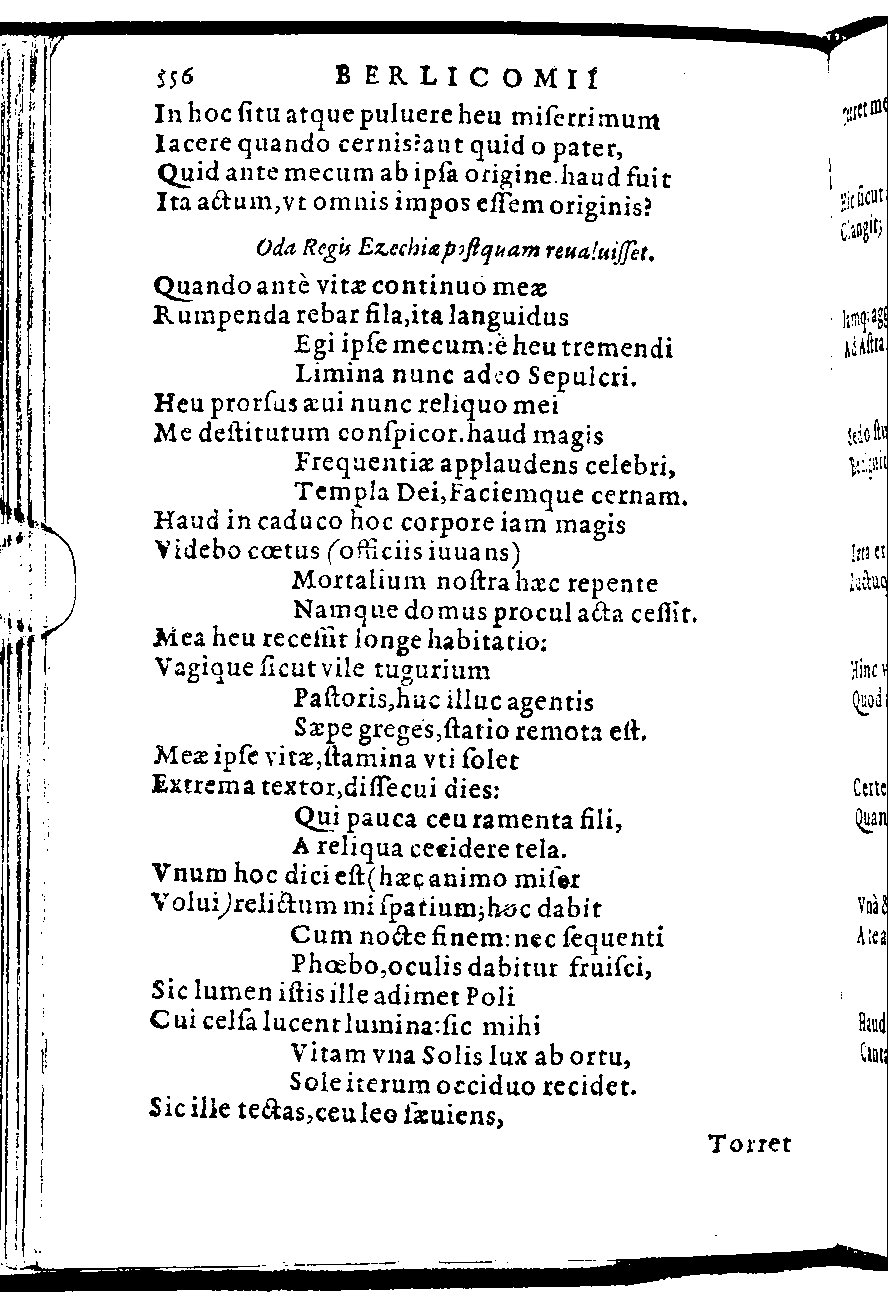 556 BERLICOMII
In hoc ſitu atque puluere heu miſerrimum
Iacere quando cernis?aut quid o pater,
Quid ante mecum ab ipſa origine.haud fuit
Ita actum,vt omnis impos eſſem originis?
Oda Regis Ezechiæ poſtquam reualuiſſet.
Quando antè vitæ continuo meæ
Rumpenda rebar fila,ita languidus
Egi ipſe mecum:è heu tremendi
Limina nunc adeo Sepulcri.
Heu prorſus æui nunc reliquo mei
Me deſtitutum conſpicor.haud magis
Frequentiæ applaudens celebri,
Templa Dei,Faciemque cernam.
Haud in caduco hoc corpore iam magis
Videbo cœtus (officiis iuuans)
Mortalium noſtra hæc repente
Namque domus procul acta ceſſit.
Mea heu receſſit longe habitatio:
Vagique ſicut vile tugurium
Paſtoris,huc illuc agentis
Sæpe greges,ſtatio remota eſt.
Meæ ipſe vitæ,ſtamina vti ſolet
Extrema textor,diſſecui dies:
Qui pauca ceu ramenta fili,
A reliqua cecidere tela.
Vnum hoc dici eſt(hæc animo miſer
Volui)relictum mi ſpatium;hoc dabit
Cum nocte finem:nec ſequenti
Phœbo,oculis dabitur fruiſci,
Sic lumen iſtis ille adimet Poli
Cui celſa lucent lumina:ſic mihi
Vitam vna Solis lux ab ortu,
Sole iterum occiduo recidet.
Sic ille tectas,ceu leo ſæuiens,
Torret
Certe
Quan
Haud
Quod